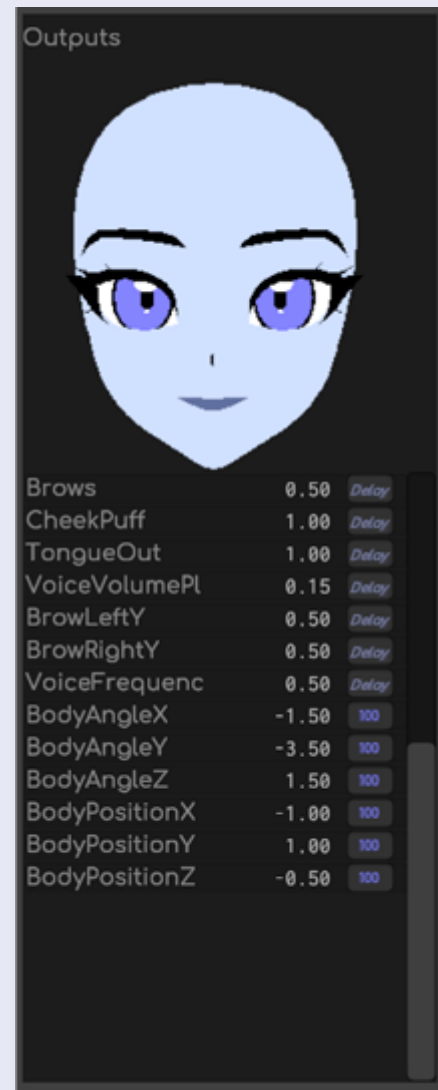 Outputs
Brows 0.50 Delay
CheekPuff 1.00 Delay
TongueOut 1.00 Delay
VoiceVolumePl 0.15 Delay
BrowLeftY 0.50 Delay
BrowRightY 0.50 Delay
VoiceFrequenc 0.50 Delay
BodyAngleX -1.50 100
BodyAngleY -3.50 100
BodyAngleZ 1.50 100
BodyPositionX -1.00 100
BodyPositionY 1.00 100
BodyPositionZ -0.50 100